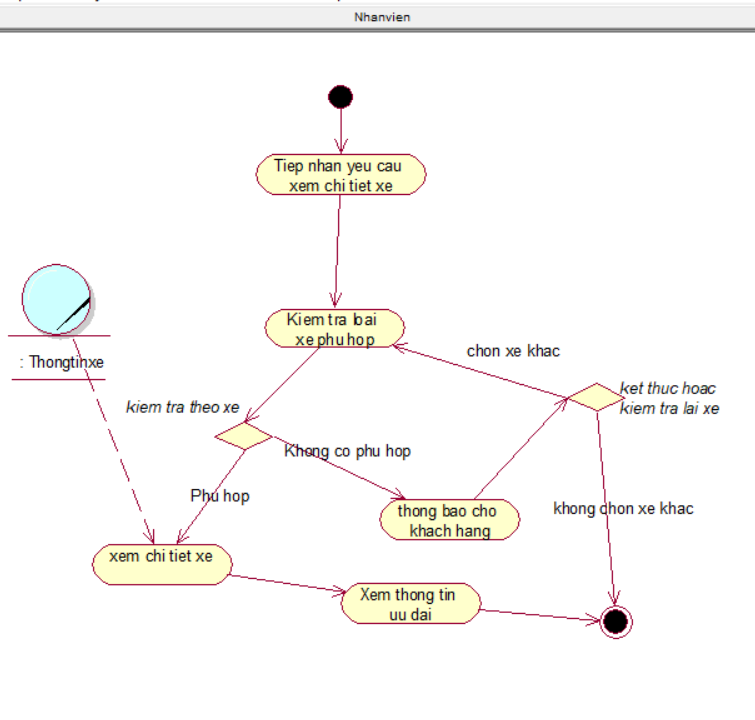 Nhanvien
Tiep nhan yeu cau
xem chi tiet xe
Kiem tra loai
xe phu hop
: Thongtinxe
chon xe khac
ket thuc hoac
kiem tra lai xe
kiem tra theo xe
Khong co phu hop
Phu hop
thong bao cho
khach hang
khong chon xe khac
xem chi tiet xe
Xem thong tin
uu dai